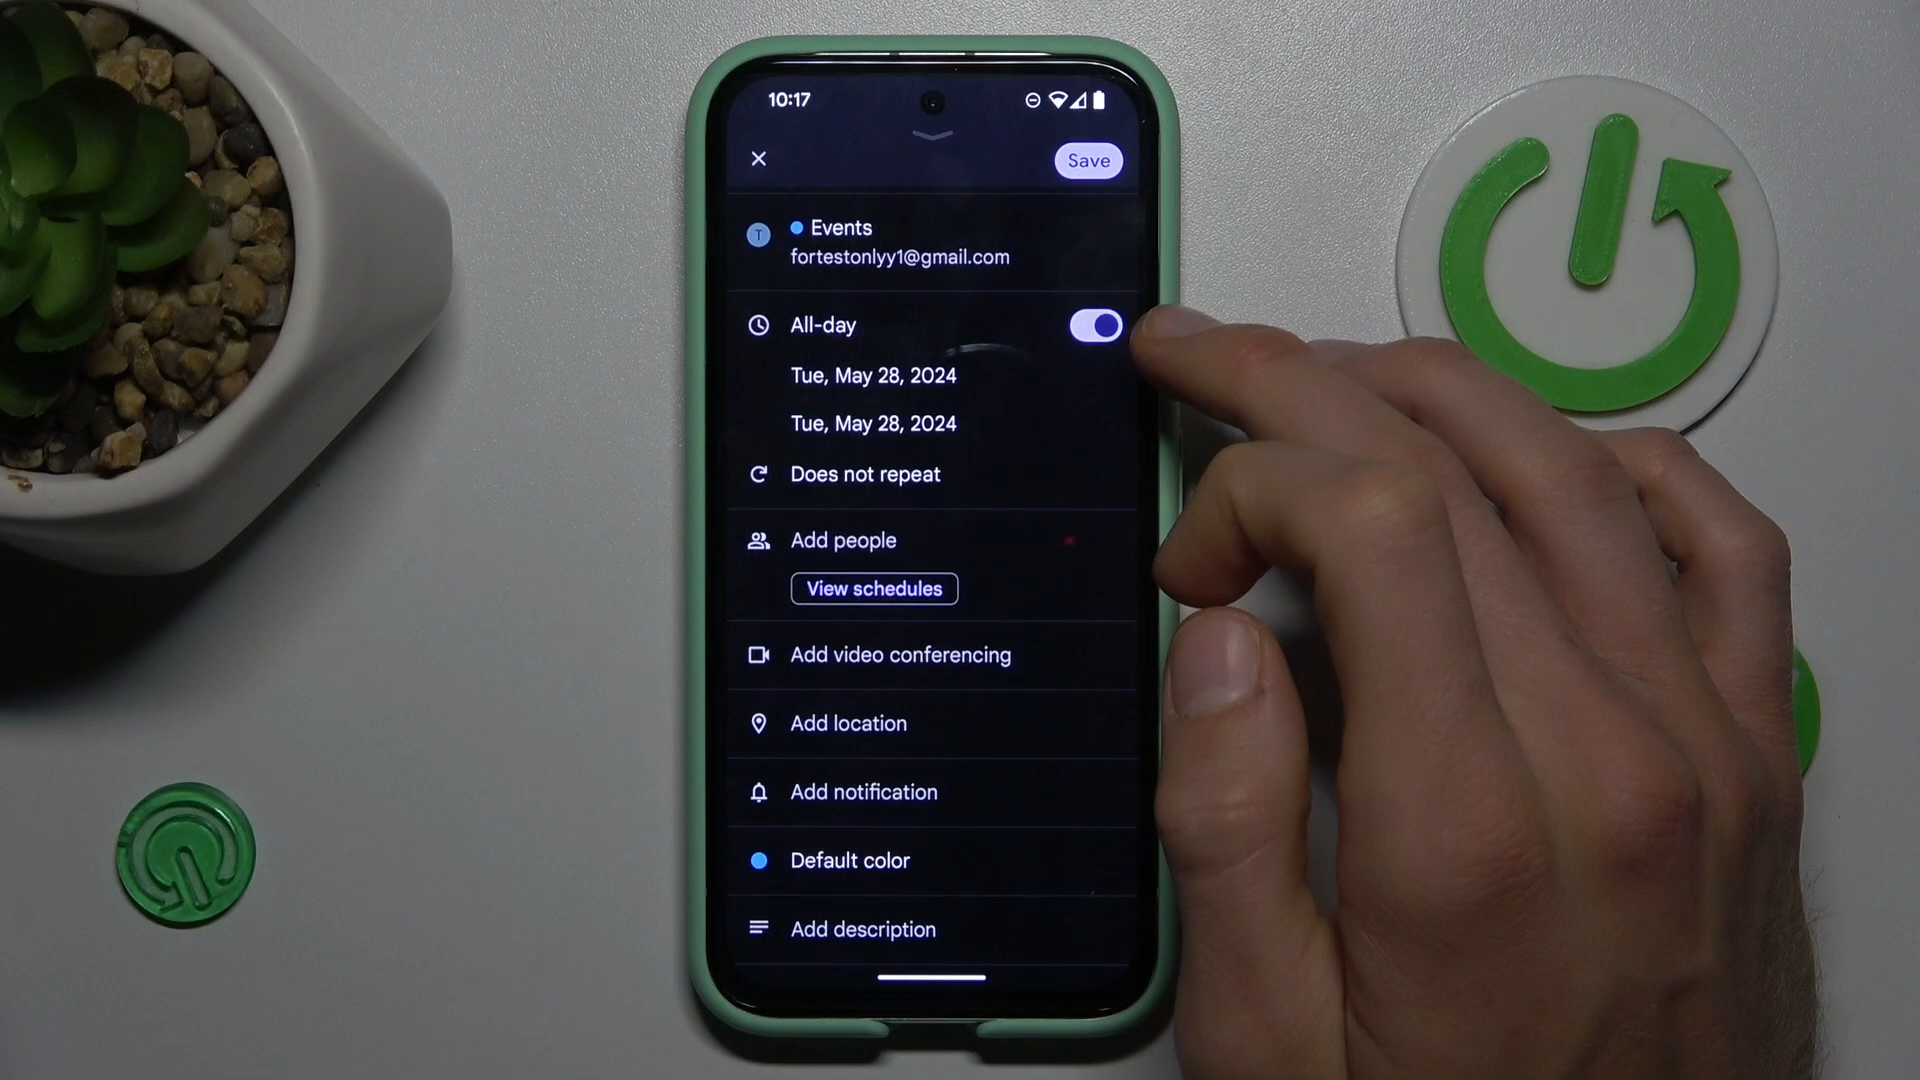 10:17
Save
T
Events
fortestonlyy1@gmail.com
All-day
Tue, May 28, 2024
Tue, May 28, 2024
Does not repeat
Add people
View schedules
Add video conferencing
Add location
Add notification
Default color
Add description